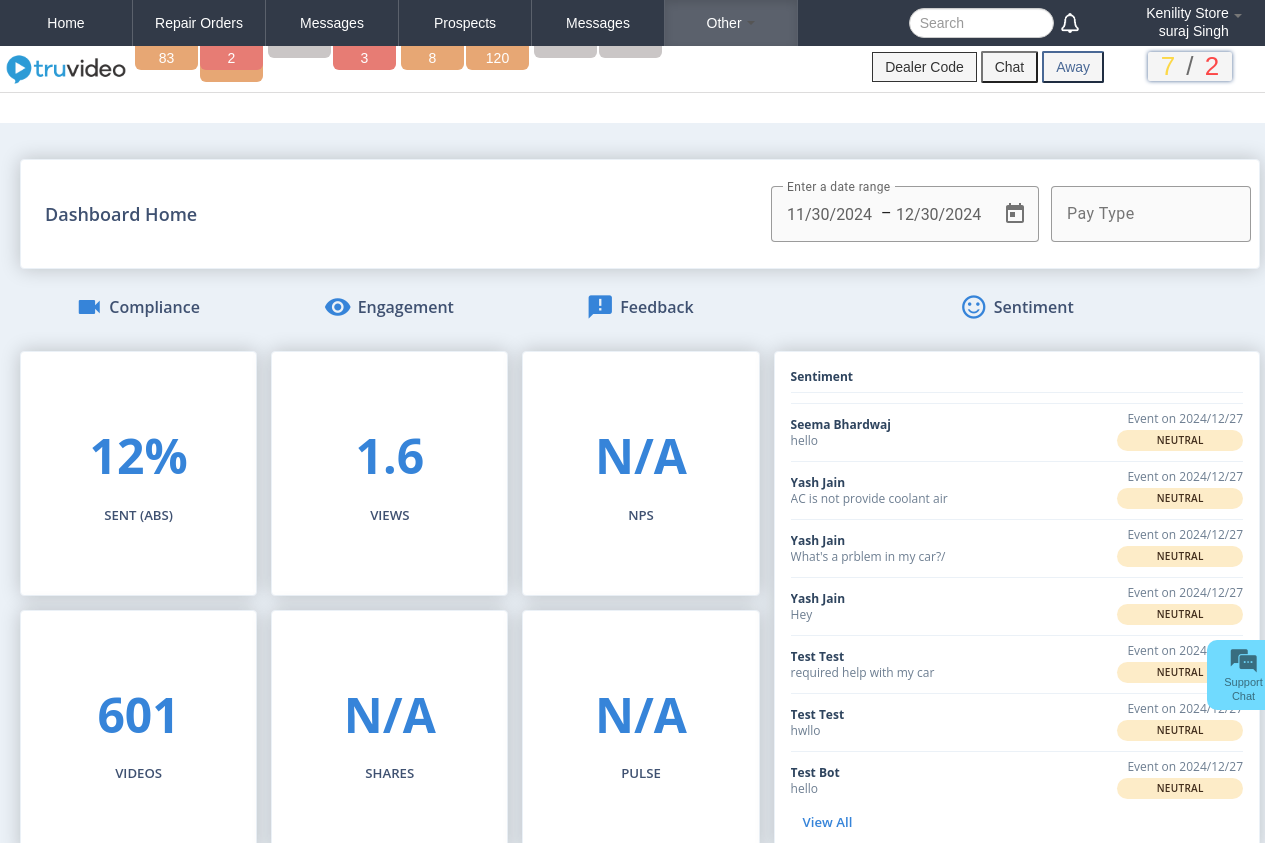 Home
Repair Orders
Messages
Prospects
Messages
Other
Search
Kenility Store
suraj Singh
truvideo
83
2
3
8
120
Dealer Code
Chat
Away
7 / 2
Dashboard Home
Enter a date range
11/30/2024 – 12/30/2024
Pay Type
Compliance
Engagement
Feedback
Sentiment
12%
SENT (ABS)
1.6
VIEWS
N/A
NPS
601
VIDEOS
N/A
SHARES
N/A
PULSE
Sentiment
Seema Bhardwaj
hello
Event on 2024/12/27
NEUTRAL
Yash Jain
AC is not provide coolant air
Event on 2024/12/27
NEUTRAL
Yash Jain
What's a prblem in my car?/
Event on 2024/12/27
NEUTRAL
Yash Jain
Hey
Event on 2024/12/27
NEUTRAL
Test Test
required help with my car
Event on 2024
NEUTRAL
Test Test
hwllo
Event on 2024/12/27
NEUTRAL
Test Bot
hello
Event on 2024/12/27
NEUTRAL
View All
Support
Chat